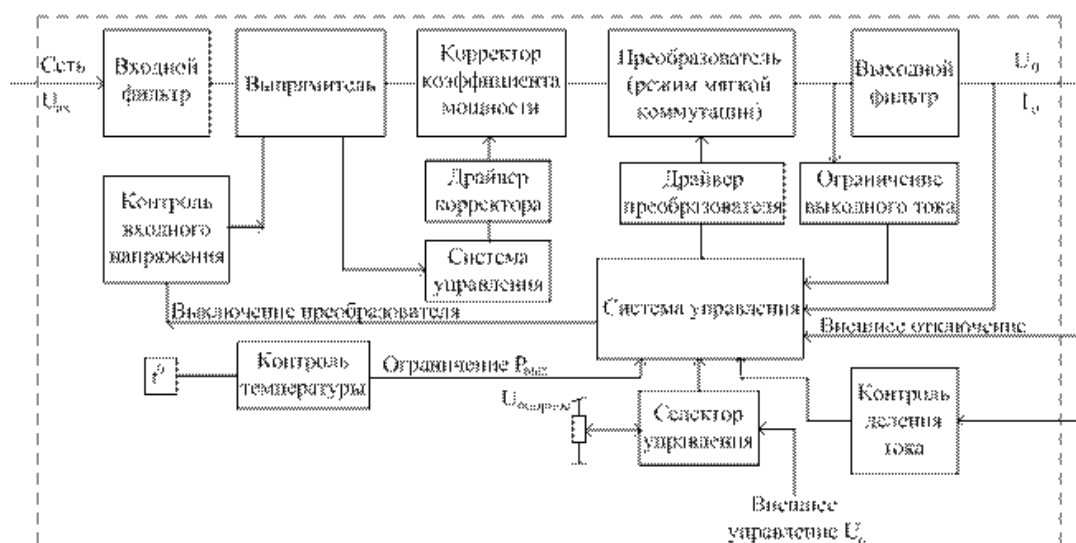 Сеть
U вх
Входной
фильтр
Выпрямитель
Корректор
коэффициента
мощности
Преобразователь
(режим мягкой
коммутации)
Выходной
фильтр
U₀
I₀
Контроль
входного
напряжения
Драйвер
корректора
Драйвер
преобразователя
Ограничение
выходного тока
Система
управления
Система управления
Выключение преобразователя
Внешнее отключение
t⁰
Контроль
температуры
Ограничение Pвых
Селектор
управления
Контроль
деления
тока
Внешнее
управление U₀